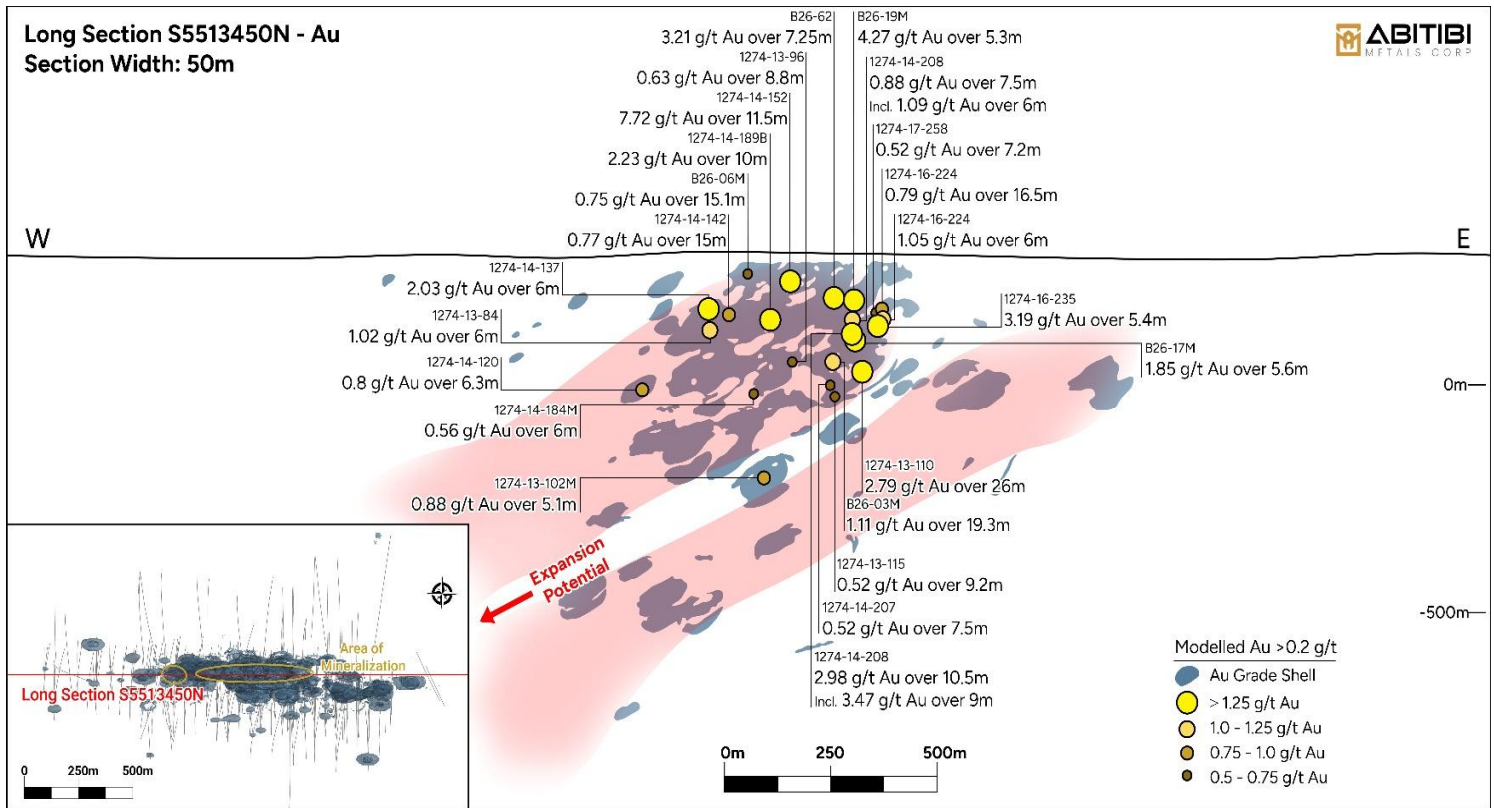 Long Section S5513450N - Au
Section Width: 50m
ABITIBI
METALS CORP
B26-62
3.21 g/t Au over 7.25m
B26-19M
4.27 g/t Au over 5.3m
1274-13-96
0.63 g/t Au over 8.8m
1274-14-208
0.88 g/t Au over 7.5m
Incl. 1.09 g/t Au over 6m
1274-14-152
7.72 g/t Au over 11.5m
1274-17-258
0.52 g/t Au over 7.2m
1274-14-189B
2.23 g/t Au over 10m
1274-16-224
0.79 g/t Au over 16.5m
B26-06M
0.75 g/t Au over 15.1m
1274-16-224
1.05 g/t Au over 6m
1274-14-142
0.77 g/t Au over 15m
W
E
1274-14-137
2.03 g/t Au over 6m
1274-16-235
3.19 g/t Au over 5.4m
1274-13-84
1.02 g/t Au over 6m
B26-17M
1.85 g/t Au over 5.6m
1274-14-120
0.8 g/t Au over 6.3m
0m
1274-14-184M
0.56 g/t Au over 6m
1274-13-102M
0.88 g/t Au over 5.1m
1274-13-110
2.79 g/t Au over 26m
B26-03M
1.11 g/t Au over 19.3m
1274-13-115
0.52 g/t Au over 9.2m
1274-14-207
0.52 g/t Au over 7.5m
1274-14-208
2.98 g/t Au over 10.5m
Incl. 3.47 g/t Au over 9m
Expansion
Potential
-500m
Area of
Mineralization
Long Section S5513450N
0 250m 500m
0m 250 500m
Modelled Au >0.2 g/t
Au Grade Shell
>1.25 g/t Au
1.0 - 1.25 g/t Au
0.75 - 1.0 g/t Au
0.5 - 0.75 g/t Au